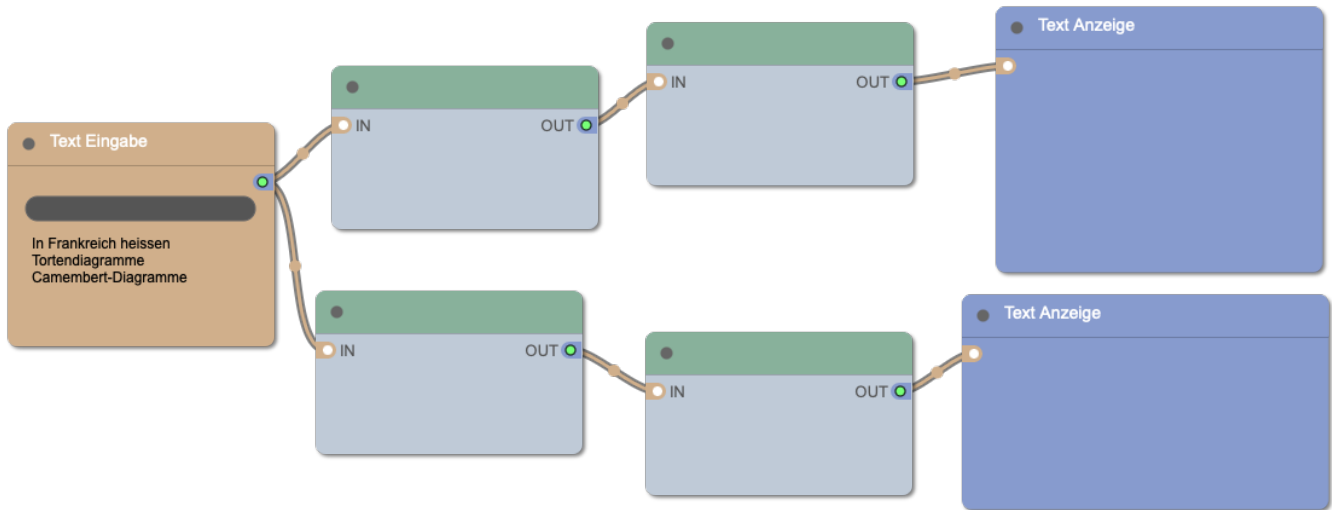 Text Anzeige
IN
OUT
IN
OUT
Text Eingabe
In Frankreich heissen
Tortendiagramme
Camembert-Diagramme
Text Anzeige
IN
OUT
IN
OUT